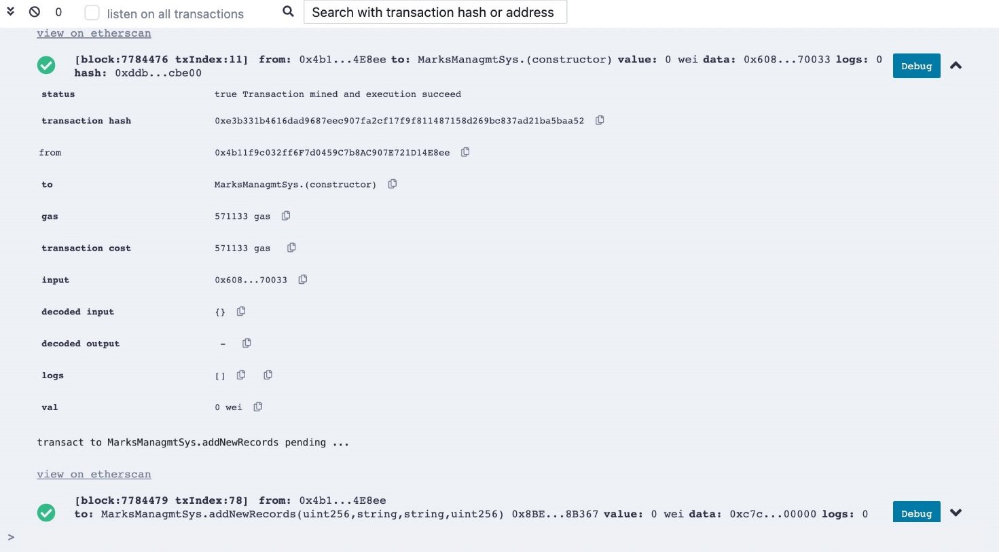 0 listen on all transactions Search with transaction hash or address
view on etherscan
[block:7784476 txIndex:11] from: 0x4b1...4E8ee to: MarksManagmtSys.(constructor) value: 0 wei data: 0x608...70033 logs: 0
hash: 0xddb...cbe00
Debug
status true Transaction mined and execution succeed
transaction hash 0xe3b331b4616dad9687eec907fa2cf17f9f811487158d269bc837ad21ba5baa52
from 0x4b11f9c032ff6F7d0459C7b8AC907E721D14E8ee
to MarksManagmtSys.(constructor)
gas 571133 gas
transaction cost 571133 gas
input 0x608...70033
decoded input {}
decoded output -
logs []
val 0 wei
transact to MarksManagmtSys.addNewRecords pending ...
view on etherscan
[block:7784479 txIndex:78] from: 0x4b1...4E8ee
to: MarksManagmtSys.addNewRecords(uint256,string,string,uint256) 0x8BE...8B367 value: 0 wei data: 0xc7c...00000 logs: 0
Debug
>